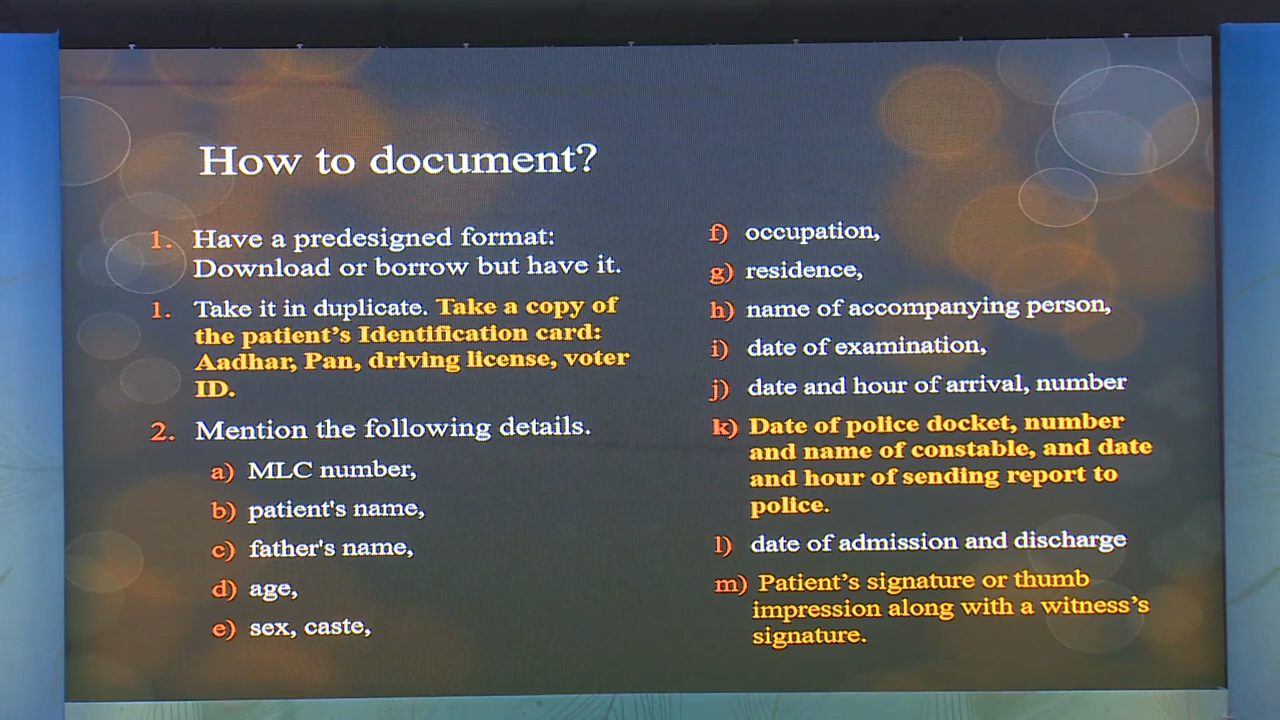 How to document?
1. Have a predesigned format:
Download or borrow but have it.
1. Take it in duplicate. Take a copy of
the patient's Identification card:
Aadhar, Pan, driving license, voter
ID.
2. Mention the following details.
a) MLC number,
b) patient's name,
c) father's name,
d) age,
e) sex, caste,
f) occupation,
g) residence,
h) name of accompanying person,
i) date of examination,
j) date and hour of arrival, number
k) Date of police docket, number
and name of constable, and date
and hour of sending report to
police.
l) date of admission and discharge
m) Patient's signature or thumb
impression along with a witness's
signature.